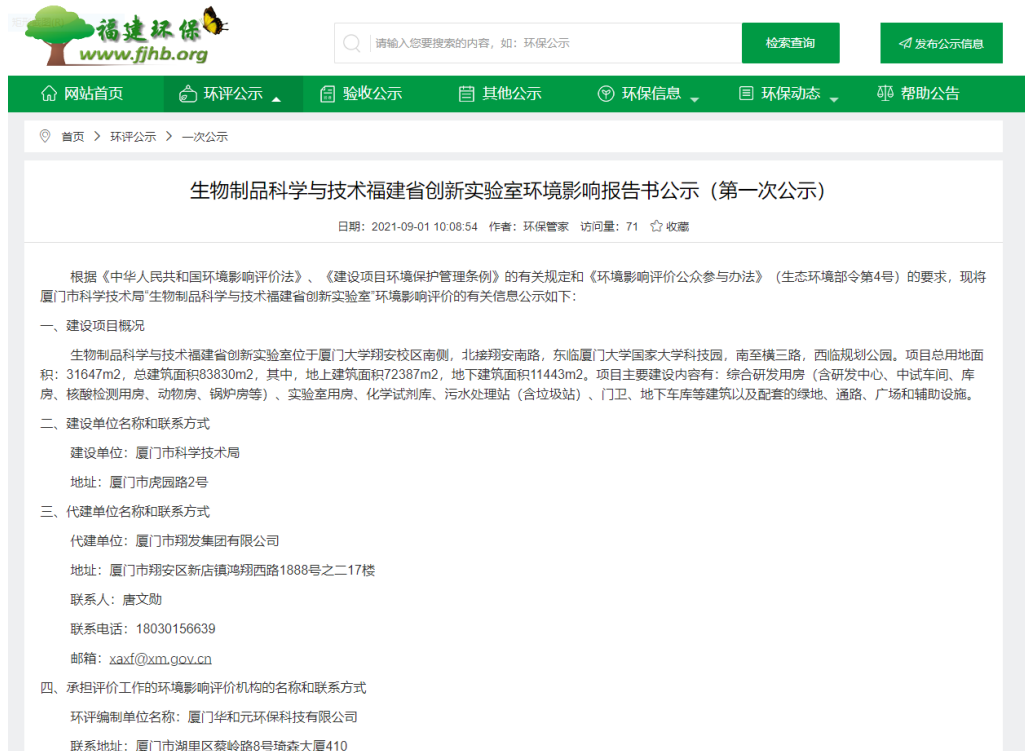 福建环保
www.fjhb.org
请输入您要搜索的内容，如：环保公示
检索查询
发布公示信息
网站首页 环评公示 验收公示 其他公示 环保信息 环保动态 帮助公告
首页 > 环评公示 > 一次公示
生物制品科学与技术福建省创新实验室环境影响报告书公示（第一次公示）
日期：2021-09-01 10:08:54 作者：环保管家 访问量：71 收藏
根据《中华人民共和国环境影响评价法》、《建设项目环境保护管理条例》的有关规定和《环境影响评价公众参与办法》（生态环境部令第4号）的要求，现将
厦门市科学技术局“生物制品科学与技术福建省创新实验室”环境影响评价的有关信息公示如下：
一、建设项目概况
生物制品科学与技术福建省创新实验室位于厦门大学翔安校区南侧，北接翔安南路，东临厦门大学国家大学科技园，南至横三路，西临规划公园。项目总用地面
积：31647m2，总建筑面积83830m2，其中，地上建筑面积72387m2，地下建筑面积11443m2。项目主要建设内容有：综合研发用房（含研发中心、中试车间、库
房、核酸检测用房、动物房、锅炉房等）、实验室用房、化学试剂库、污水处理站（含垃圾站）、门卫、地下车库等建筑以及配套的绿地、通路、广场和辅助设施。
二、建设单位名称和联系方式
建设单位：厦门市科学技术局
地址：厦门市虎园路2号
三、代建单位名称和联系方式
代建单位：厦门市翔发集团有限公司
地址：厦门市翔安区新店镇鸿翔西路1888号之二17楼
联系人：唐文勋
联系电话：18030156639
邮箱：xaxf@xm.gov.cn
四、承担评价工作的环境影响评价机构的名称和联系方式
环评编制单位名称：厦门华和元环保科技有限公司
联系地址：厦门市湖里区蔡岭路8号琦森大厦410